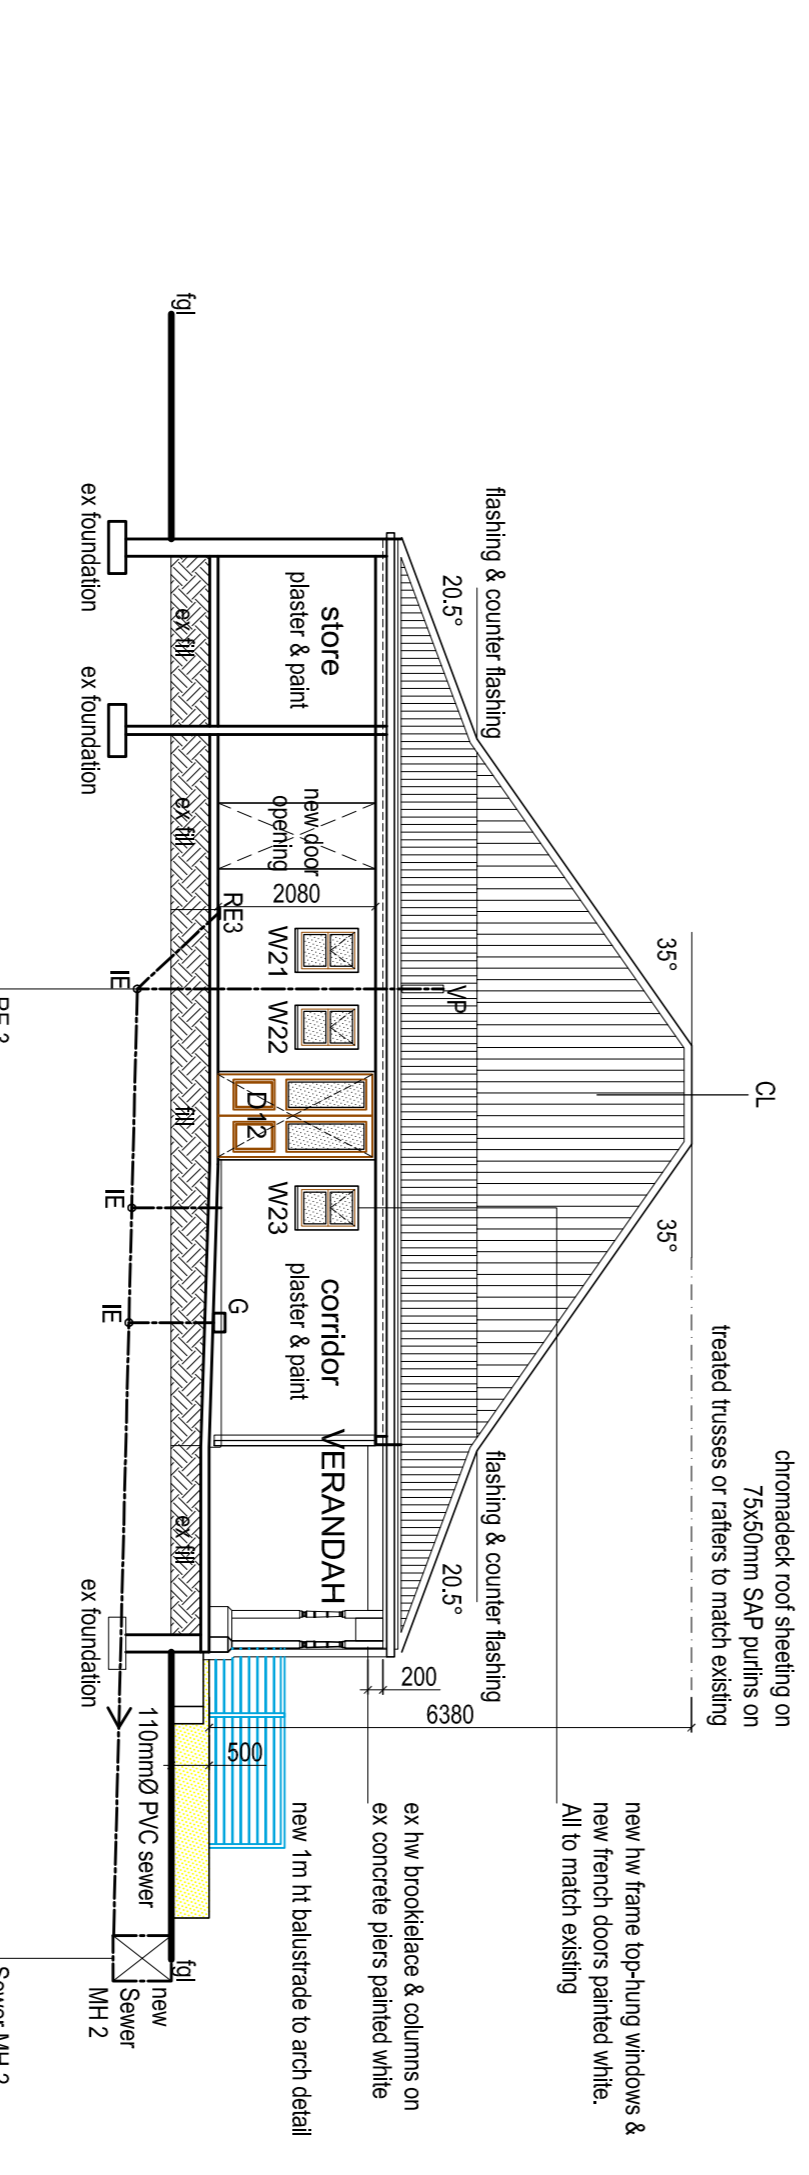 chromadeck roof sheeting on
75x50mm SAP purlins on
treated trusses or rafters to match existing
CL
35°
35°
flashing & counter flashing
20.5°
flashing & counter flashing
20.5°
VP
new hw frame top-hung windows &
new french doors painted white.
All to match existing
200
6380
ex hw brookielace & columns on
ex concrete piers painted white
store
plaster & paint
new door
opening
2080
RE3
W21
W22
D12
W23
corridor
plaster & paint
G
VERANDAH
new 1m ht balustrade to arch detail
500
fgl
ex fill
ex fill
fill
ex fill
fgl
ex foundation
ex foundation
IE
IE
IE
ex foundation
110mmØ PVC sewer
new
Sewer
MH 2
RE 3
Sewer MH 2